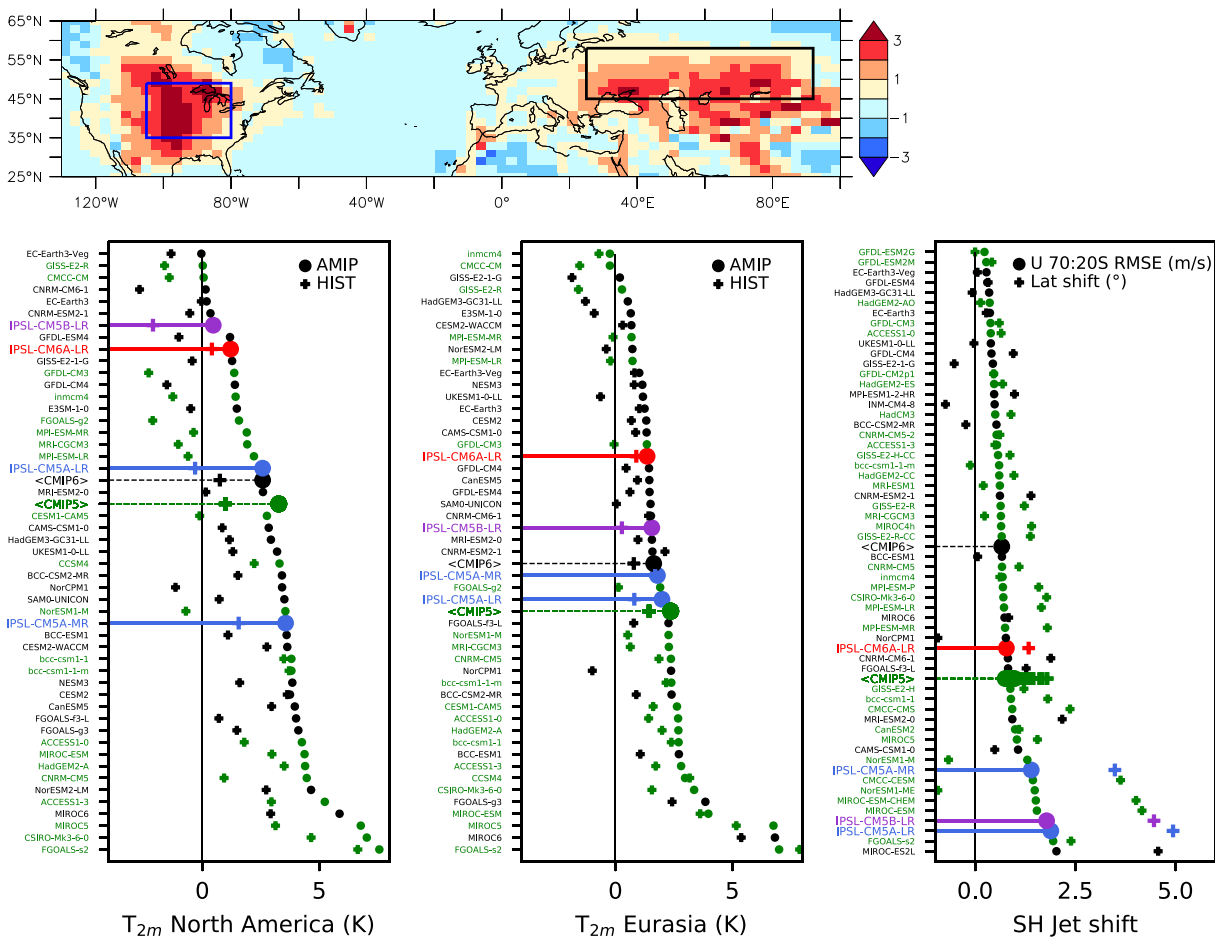 65°N
55°N
45°N
35°N
25°N
120°W
80°W
40°W
0°
40°E
80°E
3
1
−1
−3
EC-Earth3-Veg
GISS-E2-R
CMCC-CM
CNRM-CM6-1
EC-Earth3
CNRM-ESM2-1
IPSL-CM5B-LR
GFDL-ESM4
IPSL-CM6A-LR
GISS-E2-1-G
GFDL-CM3
GFDL-CM4
inmcm4
E3SM-1-0
FGOALS-g2
MPI-ESM-MR
MRI-CGCM3
MPI-ESM-LR
IPSL-CM5A-LR
<CMIP6>
MRI-ESM2-0
<CMIP5>
CESM1-CAM5
CAMS-CSM1-0
HadGEM3-GC31-LL
UKESM1-0-LL
CCSM4
BCC-CSM2-MR
NorCPM1
SAM0-UNICON
NorESM1-M
IPSL-CM5A-MR
BCC-ESM1
CESM2-WACCM
bcc-csm1-1
bcc-csm1-1-m
NESM3
CESM2
CanESM5
FGOALS-f3-L
FGOALS-g3
ACCESS1-0
MIROC-ESM
HadGEM2-A
CNRM-CM5
NorESM2-LM
ACCESS1-3
MIROC6
MIROC5
CSIRO-Mk3-6-0
FGOALS-s2
AMIP
HIST
0
5
T2m North America (K)
inmcm4
CMCC-CM
GISS-E2-1-G
GISS-E2-R
HadGEM3-GC31-LL
E3SM-1-0
CESM2-WACCM
MPI-ESM-MR
NorESM2-LM
MPI-ESM-LR
EC-Earth3-Veg
NESM3
UKESM1-0-LL
EC-Earth3
CESM2
CAMS-CSM1-0
GFDL-CM3
IPSL-CM6A-LR
GFDL-CM4
CanESM5
GFDL-ESM4
SAM0-UNICON
CNRM-CM6-1
IPSL-CM5B-LR
MRI-ESM2-0
CNRM-ESM2-1
<CMIP6>
IPSL-CM5A-MR
FGOALS-g2
IPSL-CM5A-LR
<CMIP5>
FGOALS-f3-L
NorESM1-M
MRI-CGCM3
CNRM-CM5
NorCPM1
bcc-csm1-1-m
BCC-CSM2-MR
CESM1-CAM5
ACCESS1-0
HadGEM2-A
bcc-csm1-1
BCC-ESM1
ACCESS1-3
CCSM4
CSIRO-Mk3-6-0
FGOALS-g3
MIROC-ESM
MIROC5
MIROC6
FGOALS-s2
AMIP
HIST
0
5
T2m Eurasia (K)
GFDL-ESM2G
GFDL-ESM2M
EC-Earth3-Veg
GFDL-ESM4
HadGEM3-GC31-LL
HadGEM2-AO
EC-Earth3
GFDL-CM3
ACCESS1-0
UKESM1-0-LL
GFDL-CM4
GISS-E2-1-G
GFDL-CM2p1
HadGEM2-ES
MPI-ESM1-2-HR
INM-CM4-8
HadCM3
BCC-CSM2-MR
CNRM-CM5-2
ACCESS1-3
GISS-E2-H-CC
bcc-csm1-1-m
HadGEM2-CC
MRI-ESM1
CNRM-ESM2-1
GISS-E2-R
MRI-CGCM3
MIROC4h
GISS-E2-R-CC
<CMIP6>
BCC-ESM1
CNRM-CM5
inmcm4
MPI-ESM-P
CSIRO-Mk3-6-0
MPI-ESM-LR
MIROC6
MPI-ESM-MR
NorCPM1
IPSL-CM6A-LR
CNRM-CM6-1
FGOALS-f3-L
<CMIP5>
GISS-E2-H
bcc-csm1-1
CMCC-CMS
MRI-ESM2-0
CanESM2
MIROC5
CAMS-CSM1-0
NorESM1-M
IPSL-CM5A-MR
CMCC-CESM
NorESM1-ME
MIROC-ESM-CHEM
MIROC-ESM
IPSL-CM5B-LR
IPSL-CM5A-LR
FGOALS-s2
MIROC-ES2L
U 70:20S RMSE (m/s)
Lat shift (°)
0.0
2.5
SH Jet shift